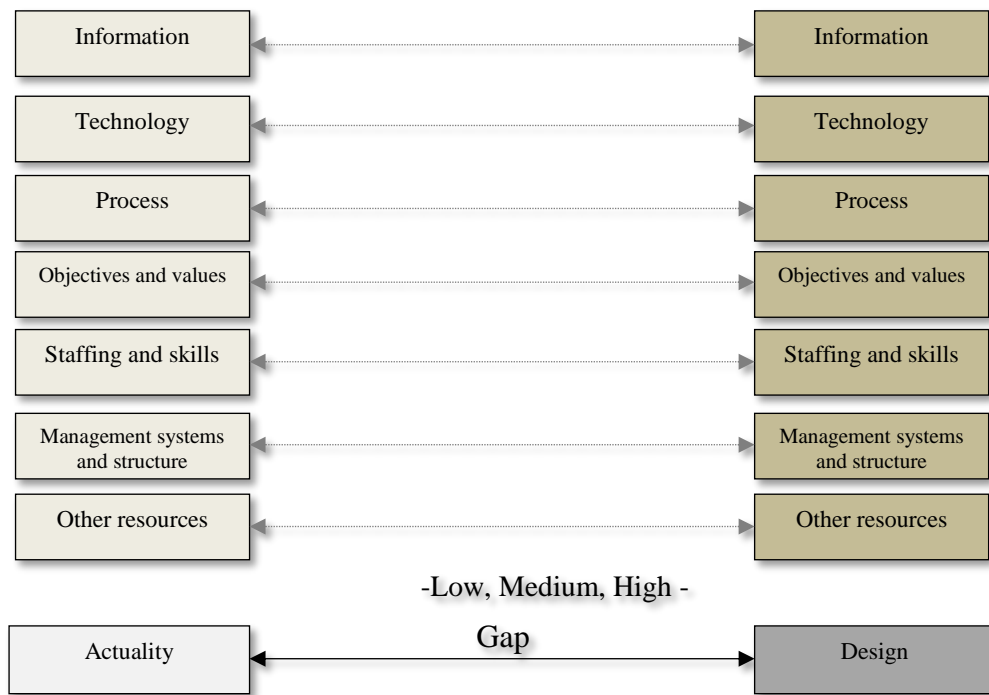 Information Information
Technology Technology
Process Process
Objectives and values Objectives and values
Staffing and skills Staffing and skills
Management systems Management systems
and structure and structure
Other resources Other resources
-Low, Medium, High -
Gap
Actuality Design